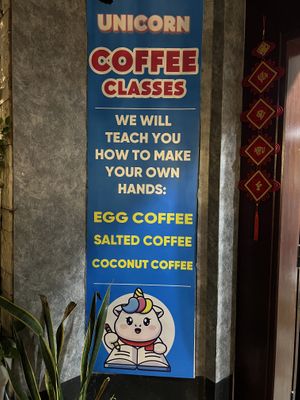 UNICORN
COFFEE
CLASSES
WE WILL
TEACH YOU
HOW TO MAKE
YOUR OWN
HANDS:
EGG COFFEE
SALTED COFFEE
COCONUT COFFEE